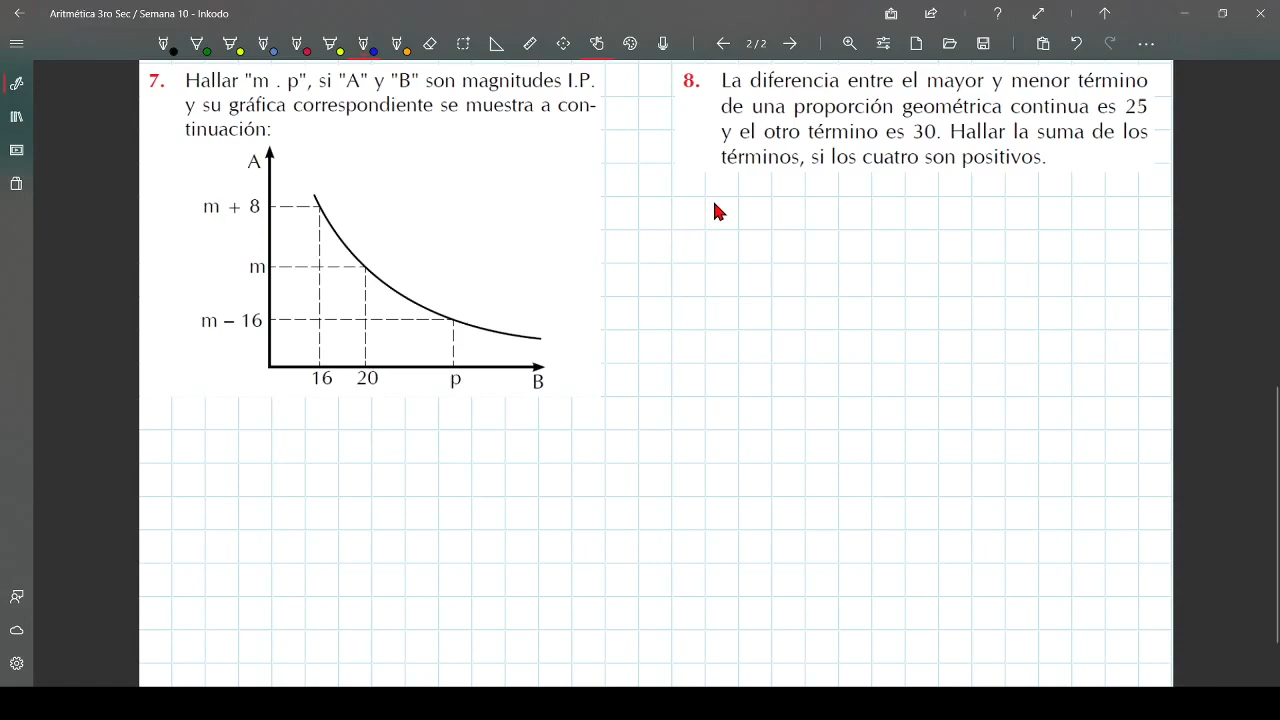 Aritmética 3ro Sec / Semana 10 - Inkodo
2/2
7. Hallar "m . p", si "A" y "B" son magnitudes I.P.
y su gráfica correspondiente se muestra a con-
tinuación:
A
m + 8
m
m – 16
16 20 p B
8. La diferencia entre el mayor y menor término
de una proporción geométrica continua es 25
y el otro término es 30. Hallar la suma de los
términos, si los cuatro son positivos.